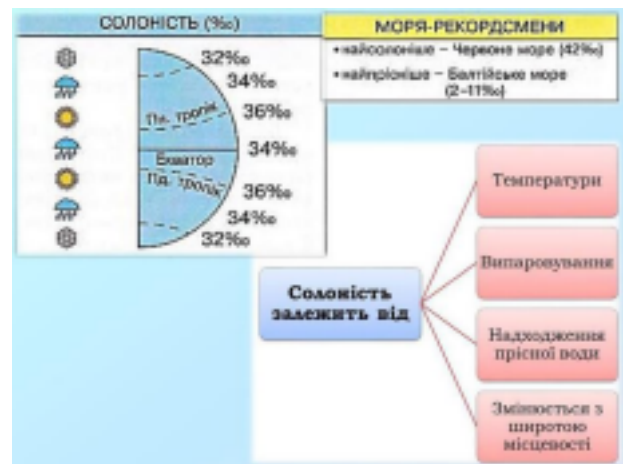 СОЛОНІСТЬ (‰)
32‰
34‰
36‰
34‰
36‰
34‰
32‰
Пн. тропік
Екватор
Пд. тропік
МОРЯ-РЕКОРДСМЕНИ
•найсолоніше – Червоне море (42‰)
•найпрісніше – Балтійське море
(2–11‰)
Солоність
залежить від
Температури
Випаровування
Надходження
прісної води
Змінюється з
широтою
місцевості